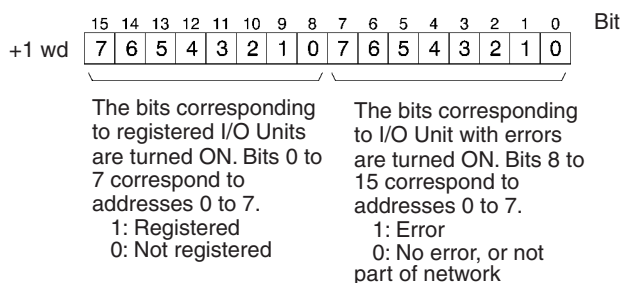 15 14 13 12 11 10 9 8 7 6 5 4 3 2 1 0 Bit
+1 wd 7 6 5 4 3 2 1 0 7 6 5 4 3 2 1 0
The bits corresponding
to registered I/O Units
are turned ON. Bits 0 to
7 correspond to
addresses 0 to 7.
1: Registered
0: Not registered
The bits corresponding
to I/O Unit with errors
are turned ON. Bits 8 to
15 correspond to
addresses 0 to 7.
1: Error
0: No error, or not
part of network